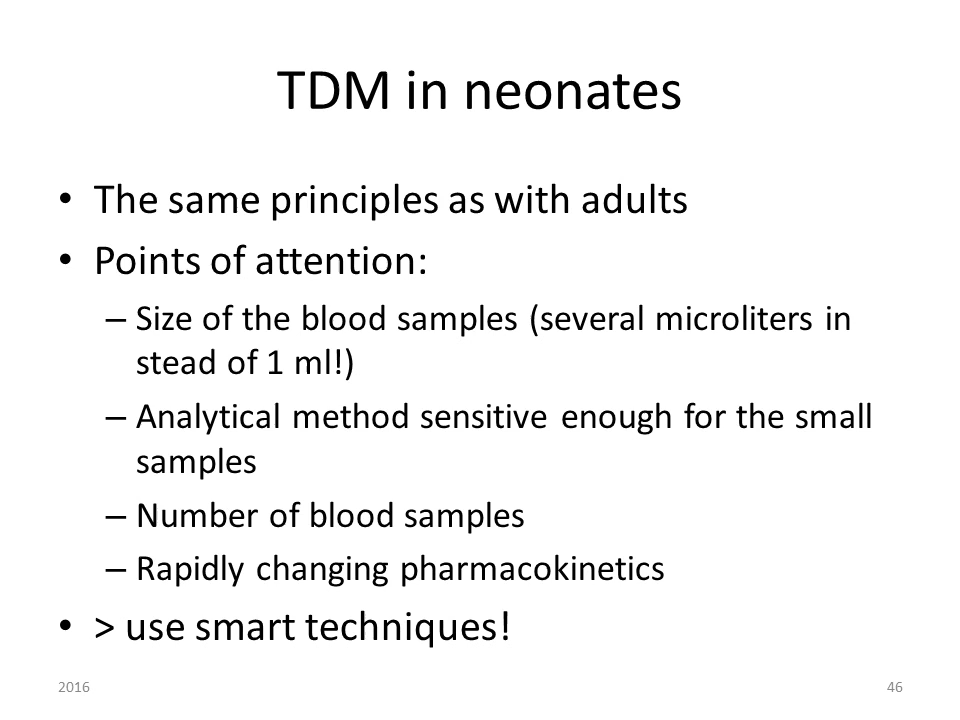 TDM in neonates
• The same principles as with adults
• Points of attention:
– Size of the blood samples (several microliters in
stead of 1 ml!)
– Analytical method sensitive enough for the small
samples
– Number of blood samples
– Rapidly changing pharmacokinetics
• > use smart techniques!
2016
46